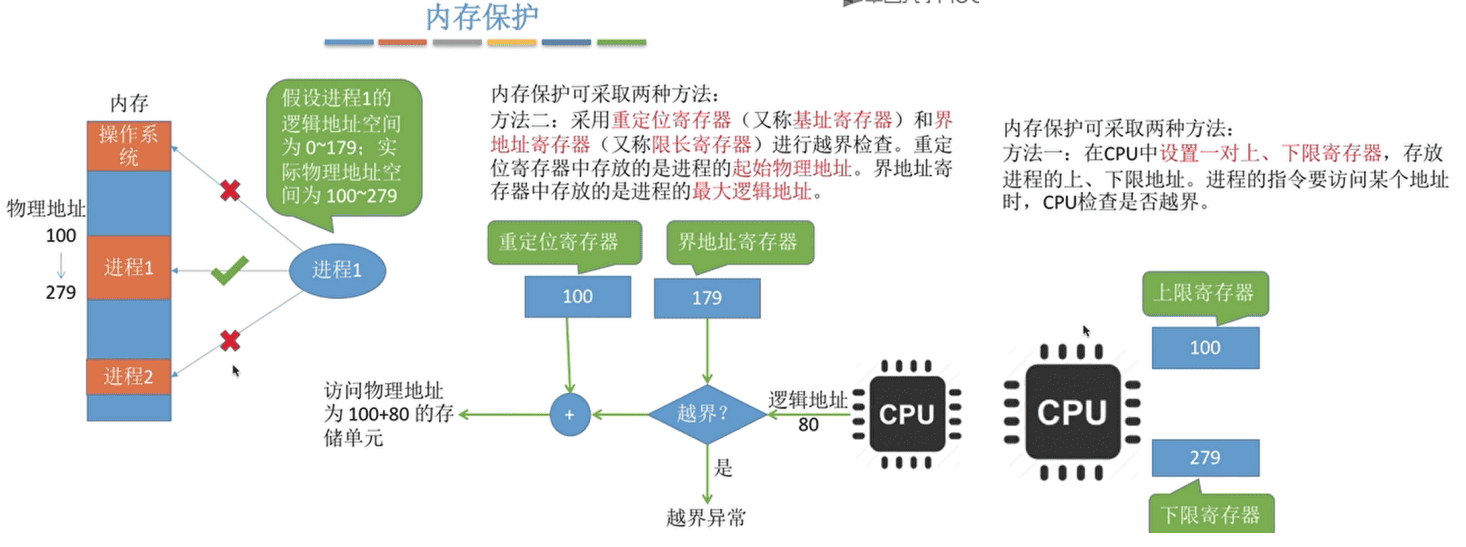 内存保护
内存
操作系
统
物理地址
100
279
进程1
进程2
假设进程1的
逻辑地址空间
为 0~179；实
际物理地址空
间为 100~279
进程1
内存保护可采取两种方法：
方法二：采用重定位寄存器（又称基址寄存器）和界
地址寄存器（又称限长寄存器）进行越界检查。重定
位寄存器中存放的是进程的起始物理地址。界地址寄
存器中存放的是进程的最大逻辑地址。
重定位寄存器
界地址寄存器
100
179
访问物理地址
为 100+80 的存
储单元
+
越界？
逻辑地址
80
CPU
是
越界异常
内存保护可采取两种方法：
方法一：在CPU中设置一对上、下限寄存器，存放
进程的上、下限地址。进程的指令要访问某个地址
时，CPU检查是否越界。
上限寄存器
100
CPU
279
下限寄存器